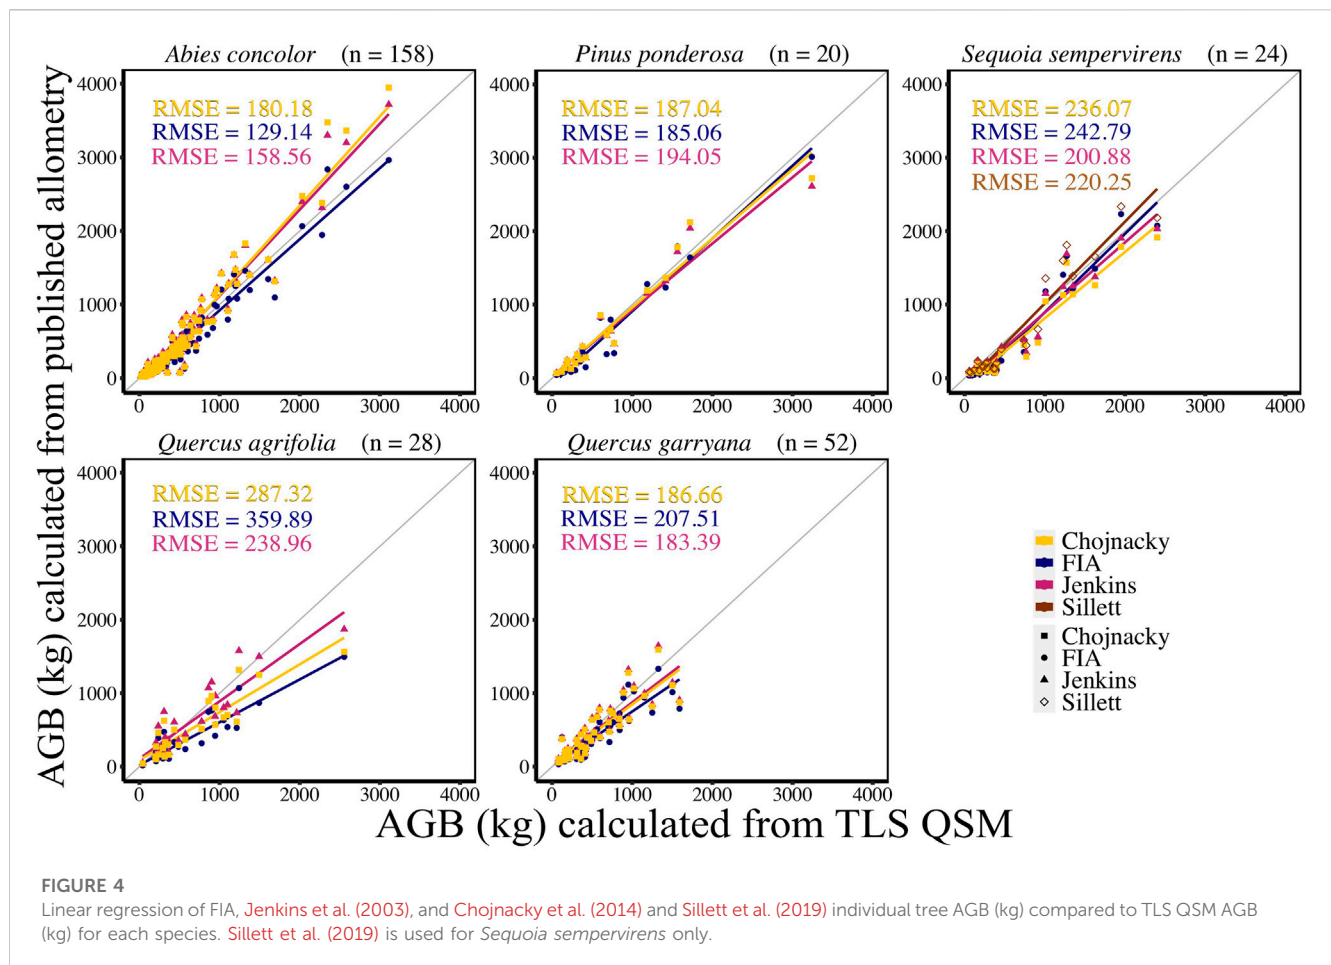 Abies concolor (n = 158)
RMSE = 180.18
RMSE = 129.14
RMSE = 158.56
4000
3000
2000
1000
0
0 1000 2000 3000 4000
Pinus ponderosa (n = 20)
RMSE = 187.04
RMSE = 185.06
RMSE = 194.05
4000
3000
2000
1000
0
0 1000 2000 3000 4000
Sequoia sempervirens (n = 24)
RMSE = 236.07
RMSE = 242.79
RMSE = 200.88
RMSE = 220.25
4000
3000
2000
1000
0
0 1000 2000 3000 4000
Quercus agrifolia (n = 28)
RMSE = 287.32
RMSE = 359.89
RMSE = 238.96
4000
3000
2000
1000
0
0 1000 2000 3000 4000
Quercus garryana (n = 52)
RMSE = 186.66
RMSE = 207.51
RMSE = 183.39
4000
3000
2000
1000
0
0 1000 2000 3000 4000
Chojnacky
FIA
Jenkins
Sillett
Chojnacky
FIA
Jenkins
Sillett
AGB (kg) calculated from published allometry
AGB (kg) calculated from TLS QSM
FIGURE 4
Linear regression of FIA, Jenkins et al. (2003), and Chojnacky et al. (2014) and Sillett et al. (2019) individual tree AGB (kg) compared to TLS QSM AGB
(kg) for each species. Sillett et al. (2019) is used for Sequoia sempervirens only.